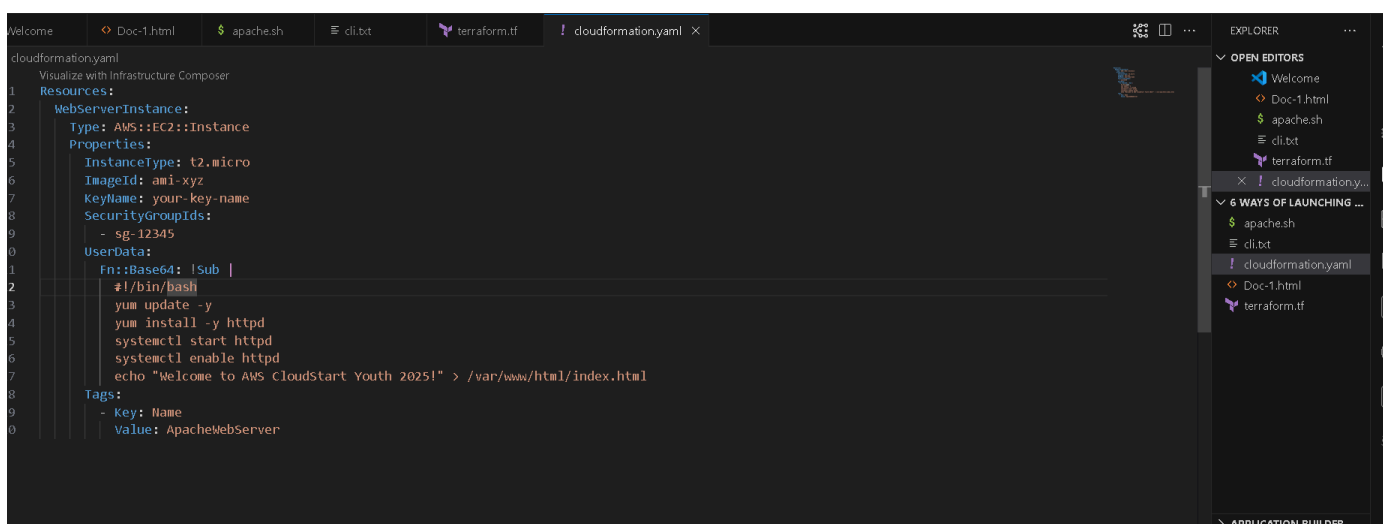 Welcome
Doc-1.html
$ apache.sh
cli.txt
terraform.tf
! cloudformation.yaml
cloudformation.yaml
Visualize with Infrastructure Composer
1 Resources:
2   WebServerInstance:
3     Type: AWS::EC2::Instance
4     Properties:
5       InstanceType: t2.micro
6       ImageId: ami-xyz
7       KeyName: your-key-name
8       SecurityGroupIds:
9         - sg-12345
0       UserData:
1         Fn::Base64: !Sub |
2           #!/bin/bash
3           yum update -y
4           yum install -y httpd
5           systemctl start httpd
6           systemctl enable httpd
7           echo "Welcome to AWS CloudStart Youth 2025!" > /var/www/html/index.html
8       Tags:
9         - Key: Name
0           Value: ApacheWebServer
EXPLORER
OPEN EDITORS
Welcome
Doc-1.html
$ apache.sh
cli.txt
terraform.tf
! cloudformation.y...
6 WAYS OF LAUNCHING ...
$ apache.sh
cli.txt
! cloudformation.yaml
Doc-1.html
terraform.tf
APPLICATION BUILDER